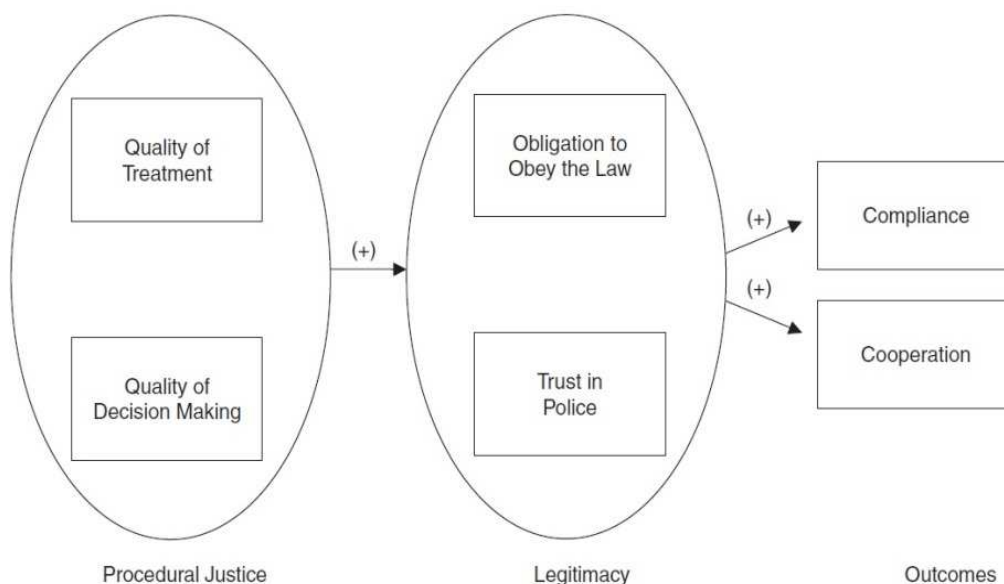 Quality of
Treatment
Quality of
Decision Making
Procedural Justice
(+)
Obligation to
Obey the Law
Trust in
Police
Legitimacy
(+)
(+)
Compliance
Cooperation
Outcomes